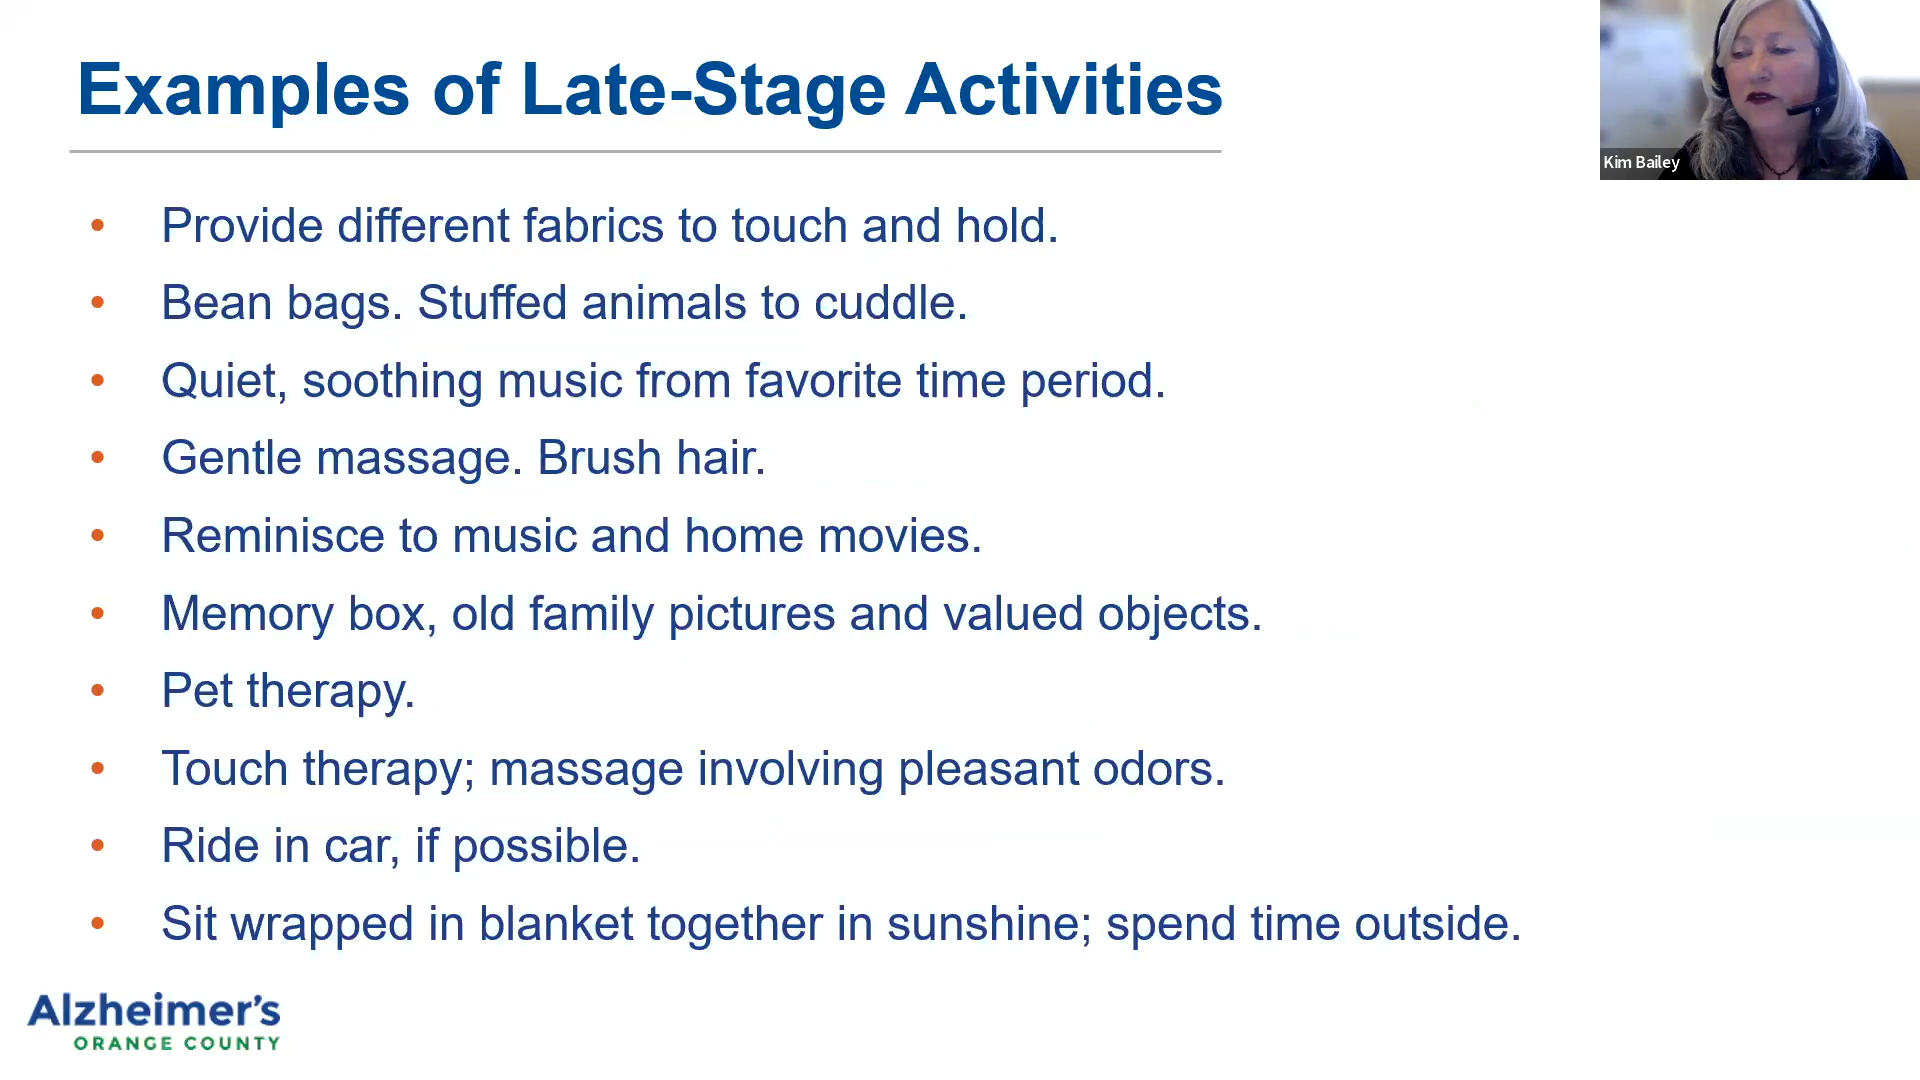 Examples of Late-Stage Activities
Kim Bailey
• Provide different fabrics to touch and hold.
• Bean bags. Stuffed animals to cuddle.
• Quiet, soothing music from favorite time period.
• Gentle massage. Brush hair.
• Reminisce to music and home movies.
• Memory box, old family pictures and valued objects.
• Pet therapy.
• Touch therapy; massage involving pleasant odors.
• Ride in car, if possible.
• Sit wrapped in blanket together in sunshine; spend time outside.
Alzheimer’s
ORANGE COUNTY